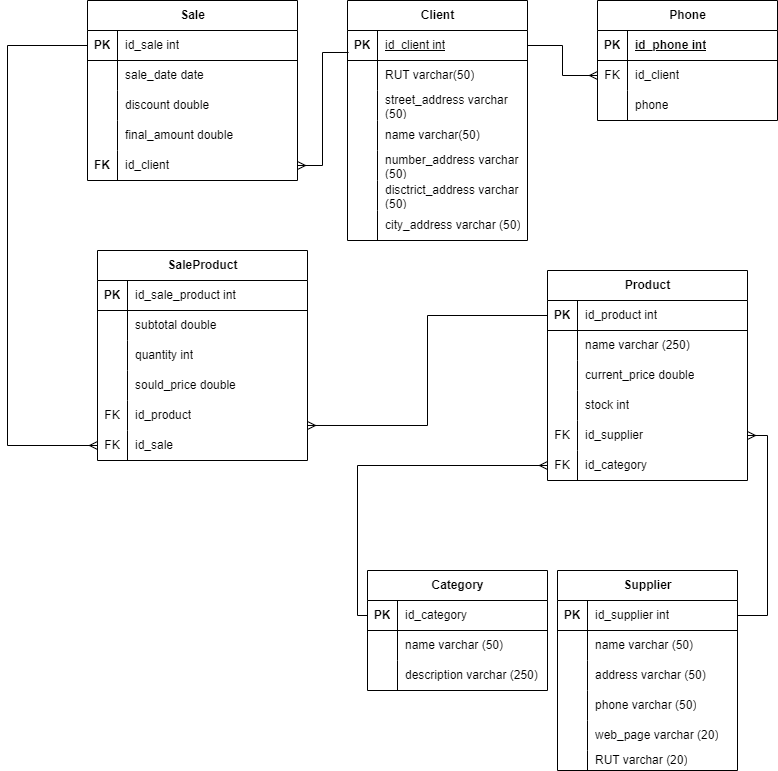 Sale
PK id_sale int
sale_date date
discount double
final_amount double
FK id_client
Client
PK id_client int
RUT varchar(50)
street_address varchar
(50)
name varchar(50)
number_address varchar
(50)
disctrict_address varchar
(50)
city_address varchar (50)
Phone
PK id_phone int
FK id_client
phone
SaleProduct
PK id_sale_product int
subtotal double
quantity int
sould_price double
FK id_product
FK id_sale
Product
PK id_product int
name varchar (250)
current_price double
stock int
FK id_supplier
FK id_category
Category
PK id_category
name varchar (50)
description varchar (250)
Supplier
PK id_supplier int
name varchar (50)
address varchar (50)
phone varchar (50)
web_page varchar (20)
RUT varchar (20)